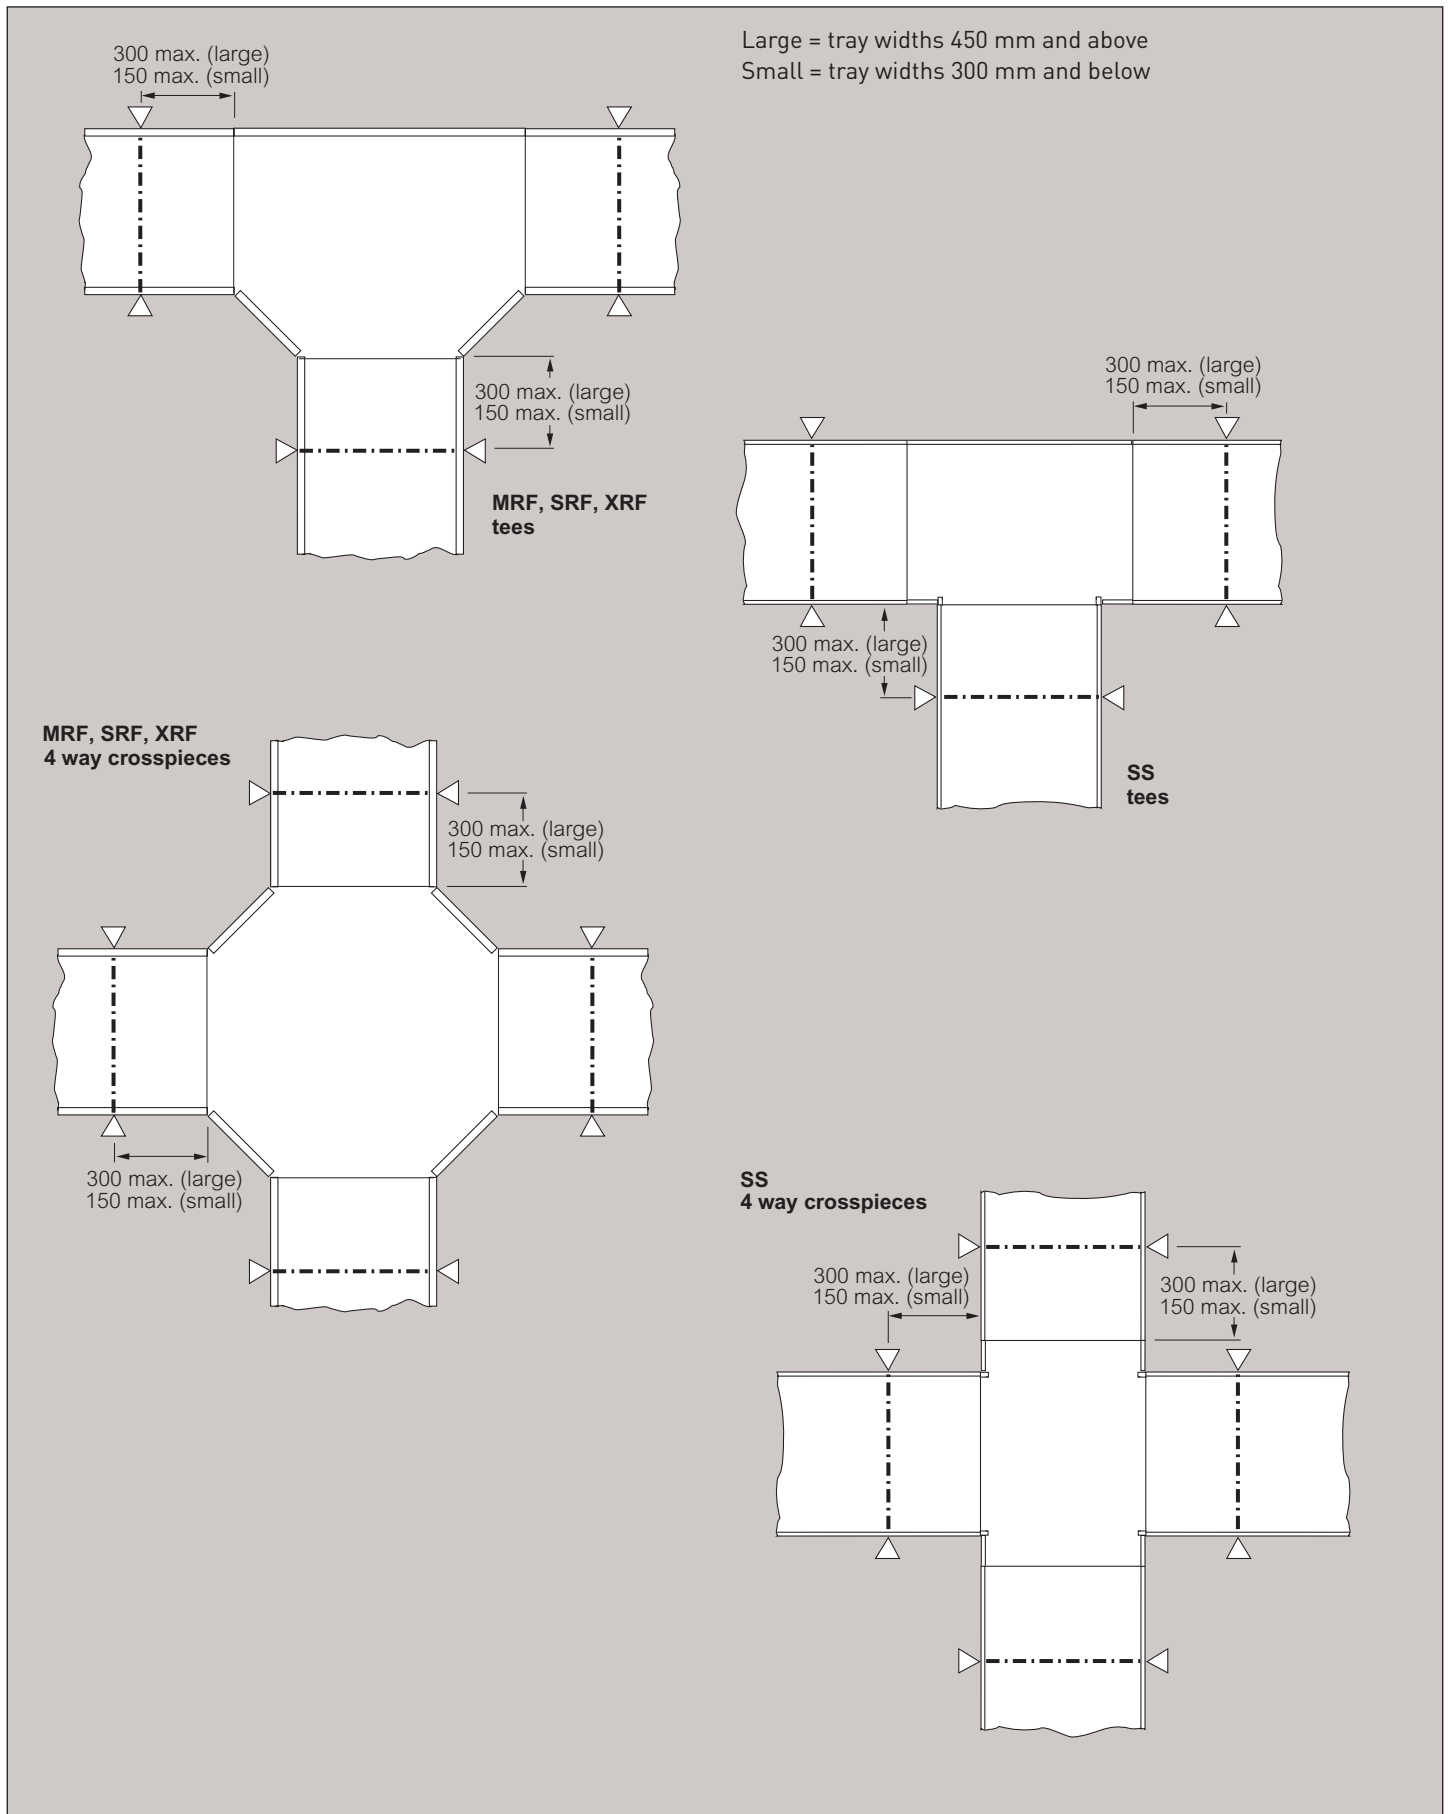 300 max. (large)
150 max. (small)
Large = tray widths 450 mm and above
Small = tray widths 300 mm and below
300 max. (large)
150 max. (small)
MRF, SRF, XRF
tees
300 max. (large)
150 max. (small)
300 max. (large)
150 max. (small)
SS
tees
MRF, SRF, XRF
4 way crosspieces
300 max. (large)
150 max. (small)
300 max. (large)
150 max. (small)
SS
4 way crosspieces
300 max. (large)
150 max. (small)
300 max. (large)
150 max. (small)